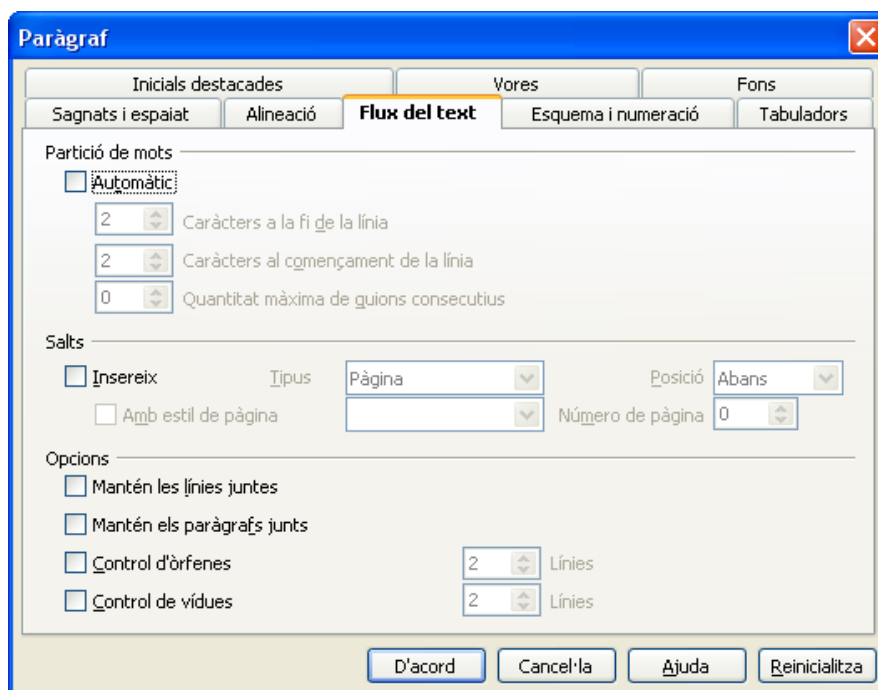 Paràgraf
Inicials destacades Vores Fons
Sagnats i espaiat Alineació Flux del text Esquema i numeració Tabuladors
Partició de mots
Automàtic
2 Caràcters a la fi de la línia
2 Caràcters al començament de la línia
0 Quantitat màxima de guions consecutius
Salts
Insereix Tipus Pàgina Posició Abans
Amb estil de pàgina Número de pàgina 0
Opcions
Mantén les línies juntes
Mantén els paràgrafs junts
Control d'òrfenes 2 Línies
Control de vídues 2 Línies
D'acord Cancel·la Ajuda Reinicialitza